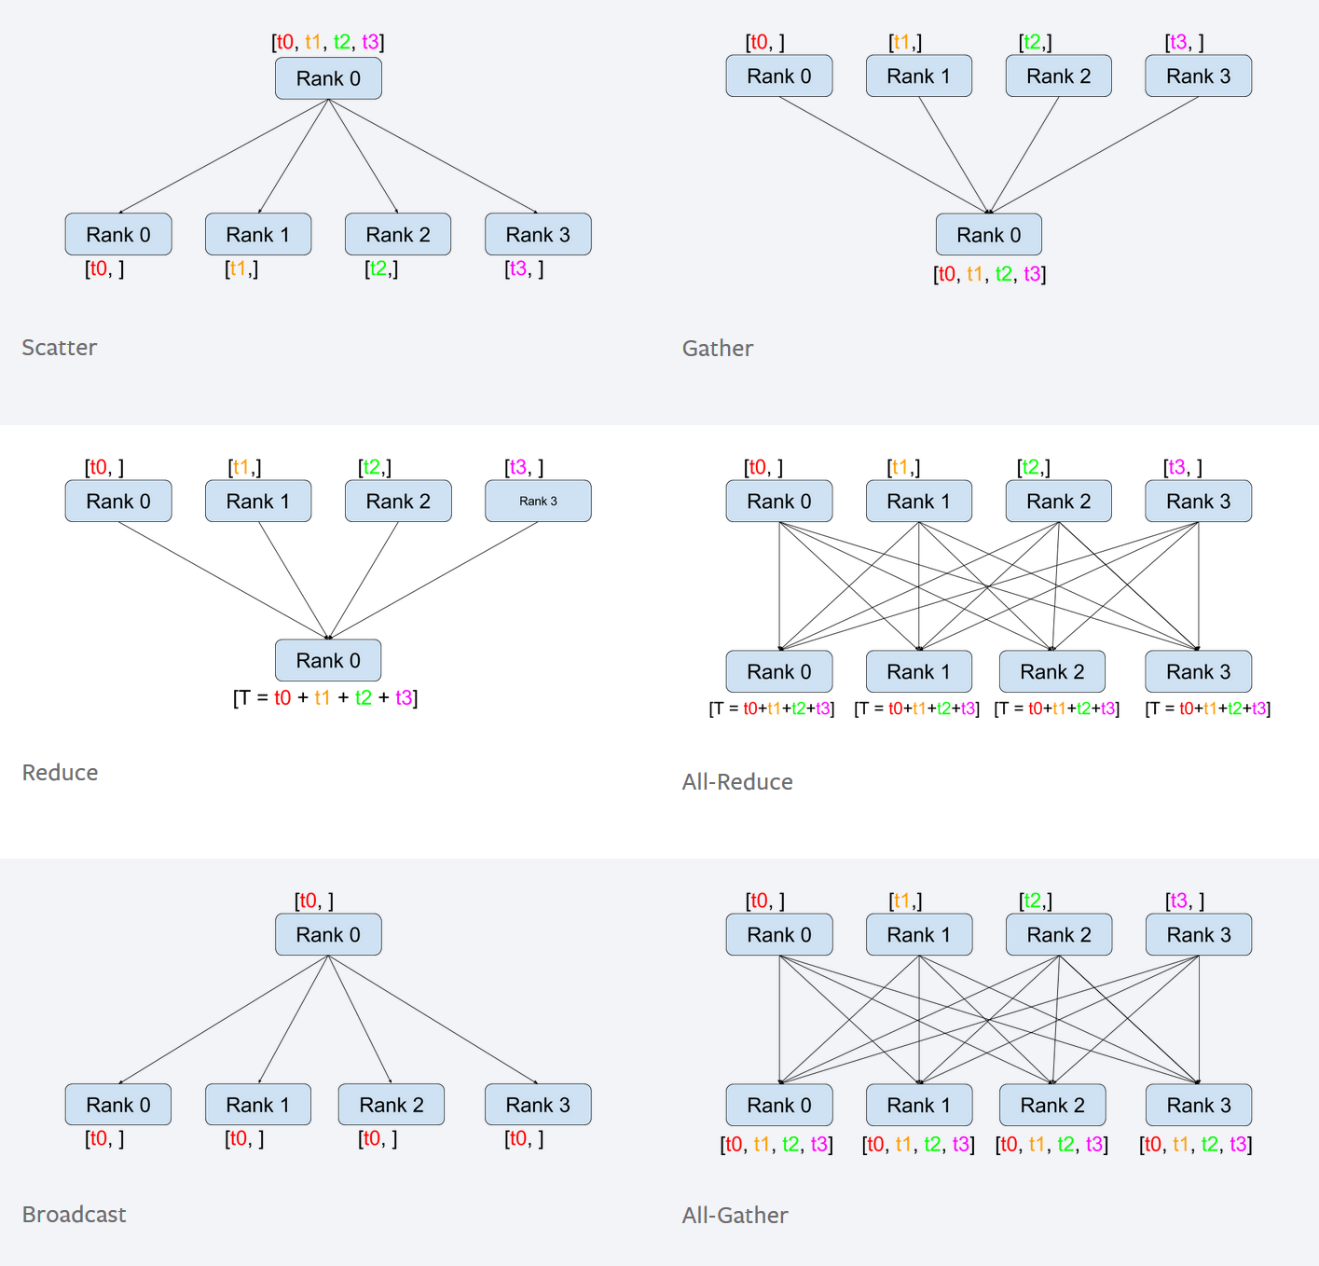 [t0, t1, t2, t3]
Rank 0
Rank 0 Rank 1 Rank 2 Rank 3
[t0, ] [t1,] [t2,] [t3, ]
Scatter
[t0, ] [t1,] [t2,] [t3, ]
Rank 0 Rank 1 Rank 2 Rank 3
Rank 0
[t0, t1, t2, t3]
Gather
[t0, ] [t1,] [t2,] [t3, ]
Rank 0 Rank 1 Rank 2 Rank 3
Rank 0
[T = t0 + t1 + t2 + t3]
Reduce
[t0, ] [t1,] [t2,] [t3, ]
Rank 0 Rank 1 Rank 2 Rank 3
Rank 0 Rank 1 Rank 2 Rank 3
[T = t0+t1+t2+t3] [T = t0+t1+t2+t3] [T = t0+t1+t2+t3] [T = t0+t1+t2+t3]
All-Reduce
[t0, ]
Rank 0
Rank 0 Rank 1 Rank 2 Rank 3
[t0, ] [t0, ] [t0, ] [t0, ]
Broadcast
[t0, ] [t1,] [t2,] [t3, ]
Rank 0 Rank 1 Rank 2 Rank 3
Rank 0 Rank 1 Rank 2 Rank 3
[t0, t1, t2, t3] [t0, t1, t2, t3] [t0, t1, t2, t3] [t0, t1, t2, t3]
All-Gather